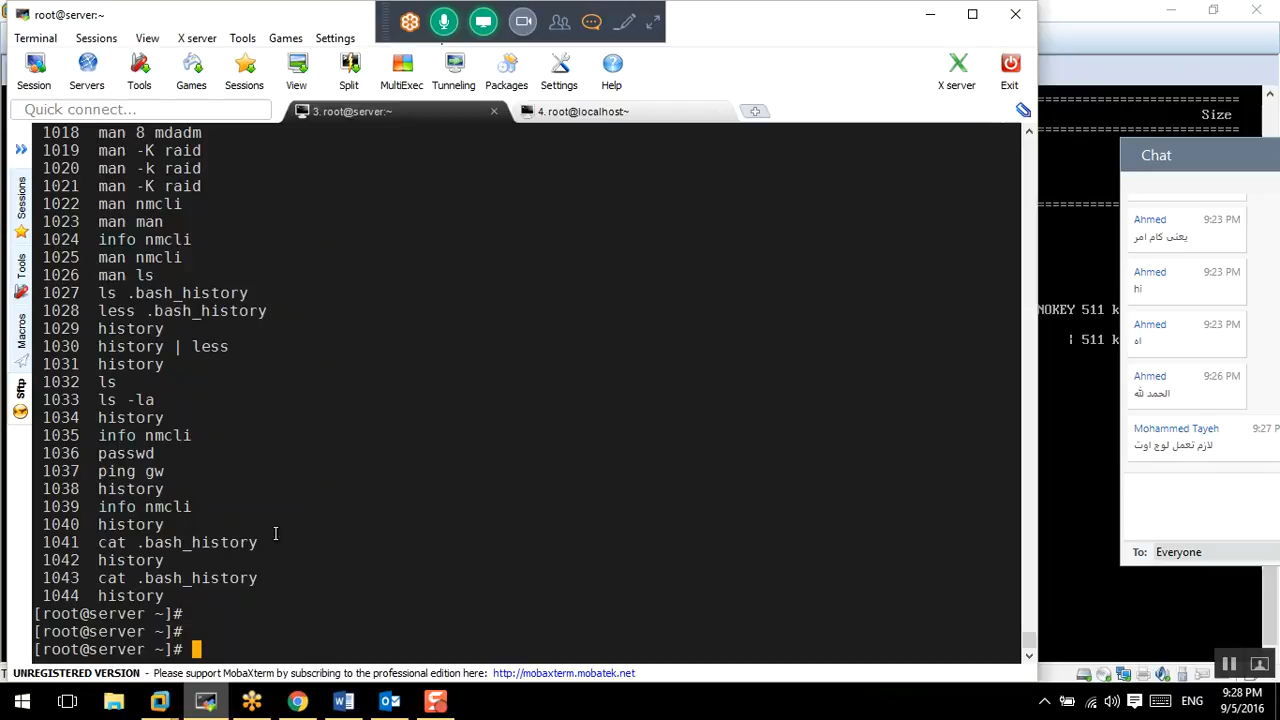 root@server:~
Terminal Sessions View X server Tools Games Settings
Session Servers Tools Games Sessions View Split MultiExec Tunneling Packages Settings Help X server Exit
Quick connect...
3. root@server:~
4. root@localhost~
Sessions
Tools
Macros
Sftp
1018 man 8 mdadm
1019 man -K raid
1020 man -k raid
1021 man -K raid
1022 man nmcli
1023 man man
1024 info nmcli
1025 man nmcli
1026 man ls
1027 ls .bash_history
1028 less .bash_history
1029 history
1030 history | less
1031 history
1032 ls
1033 ls -la
1034 history
1035 info nmcli
1036 passwd
1037 ping gw
1038 history
1039 info nmcli
1040 history
1041 cat .bash_history
1042 history
1043 cat .bash_history
1044 history
[root@server ~]#
[root@server ~]#
[root@server ~]#
UNREGISTERED VERSION - Please support MobaXterm by subscribing to the professional edition here: http://mobaxterm.mobatek.net
Size
NOKEY 511 k
| 511 k
Chat
Ahmed 9:23 PM
يعنى كام امر
Ahmed 9:23 PM
hi
Ahmed 9:23 PM
اه
Ahmed 9:26 PM
الحمد لله
Mohammed Tayeh 9:27 P
لازم تعمل لوج اوت
To: Everyone
ENG
9:28 PM
9/5/2016